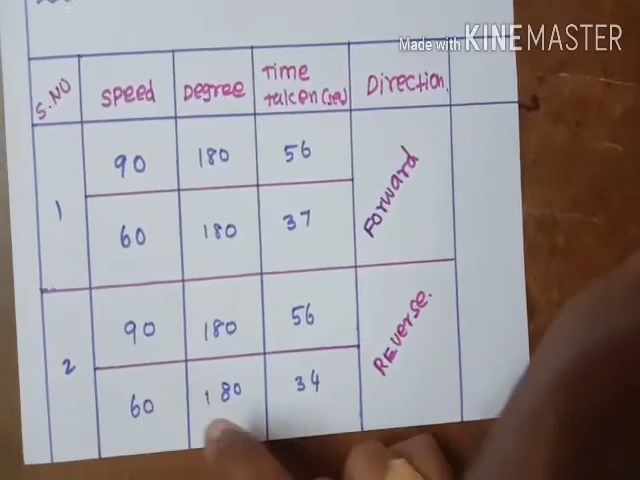 Made with KINEMASTER
S.NO Speed Degree Time taken (sec) Direction
1 90 180 56 Forward
60 180 37
2 90 180 56 Reverse.
60 180 34